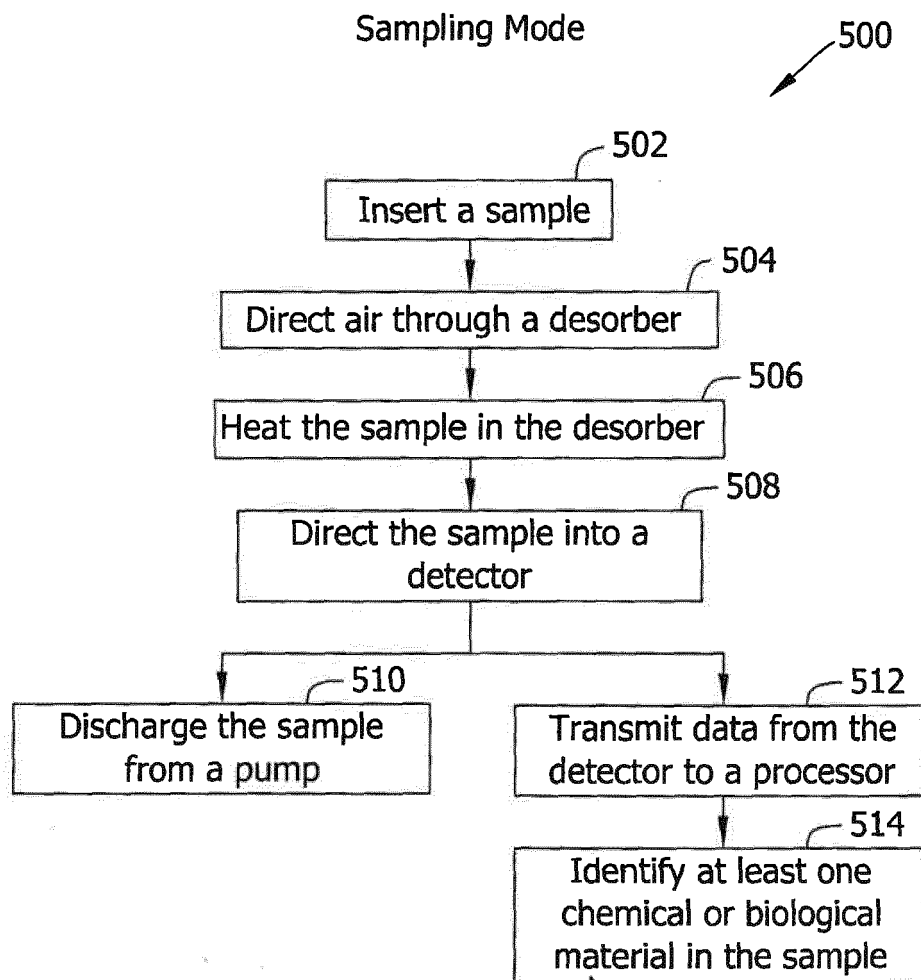 Sampling Mode
500
502
Insert a sample
504
Direct air through a desorber
506
Heat the sample in the desorber
508
Direct the sample into a
detector
510
Discharge the sample
from a pump
512
Transmit data from the
detector to a processor
514
Identify at least one
chemical or biological
material in the sample